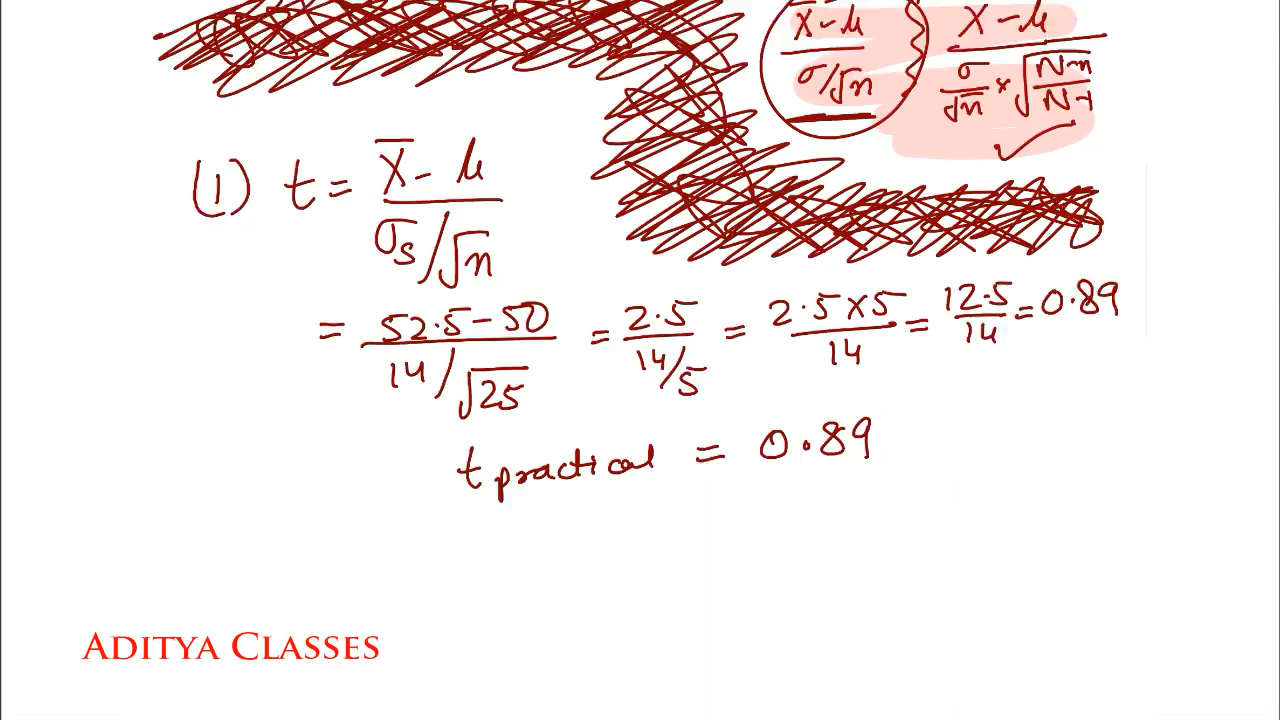 X̄ - μ / σ/√n   X - μ / σ/√n × √N-n/N-1 ✓
(1) t = X̄ - μ / σs/√n
= 52.5 - 50 / 14/√25 = 2.5 / 14/5 = 2.5 × 5 / 14 = 12.5 / 14 = 0.89
t practical = 0.89
ADITYA CLASSES